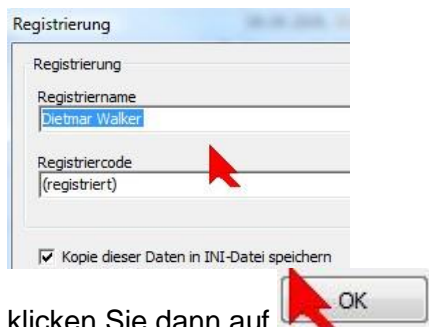 Registrierung
Registrierung
Registriername
Dietmar Walker
Registriercode
(registriert)
Kopie dieser Daten in INI-Datei speichern
klicken Sie dann auf OK